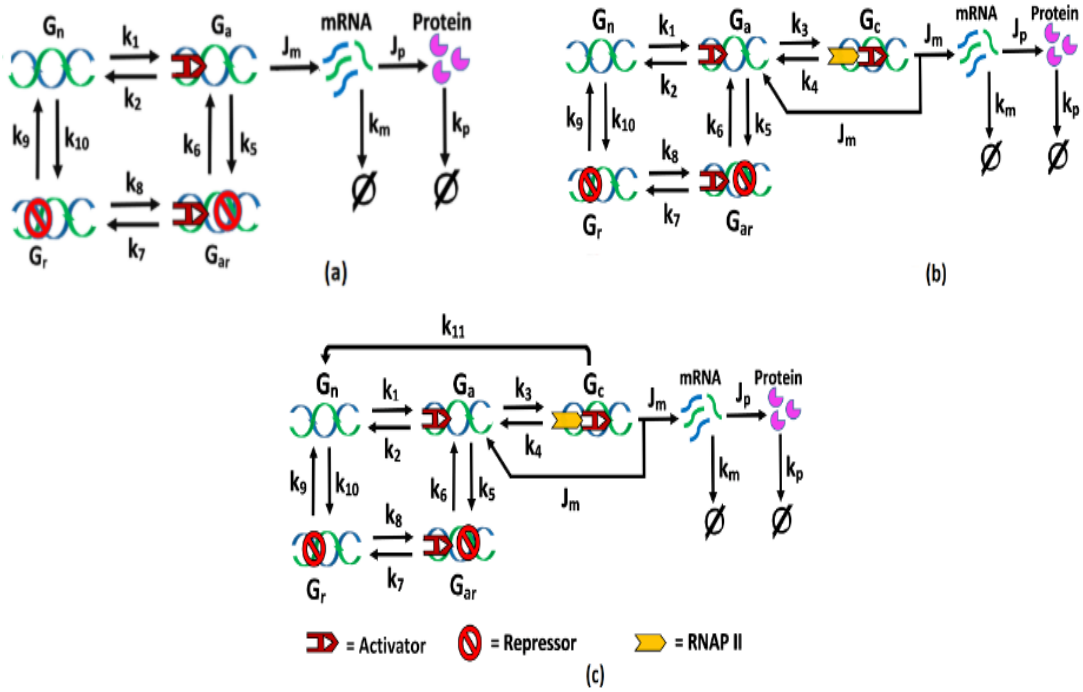 Gn k1 Ga mRNA Protein
Jm Jp
k2
k9 k10 k6 k5 km kp
k8
Ø Ø
k7
Gr Gar
(a)
Gn k1 Ga k3 Gc mRNA Protein
Jm Jp
k2 k4
k9 k10 k6 k5 Jm km kp
k8
Ø Ø
k7
Gr Gar
(b)
k11
Gn k1 Ga k3 Gc mRNA Protein
Jm Jp
k2 k4
k9 k10 k6 k5 Jm km kp
k8
Ø Ø
k7
Gr Gar
= Activator = Repressor = RNAP II
(c)